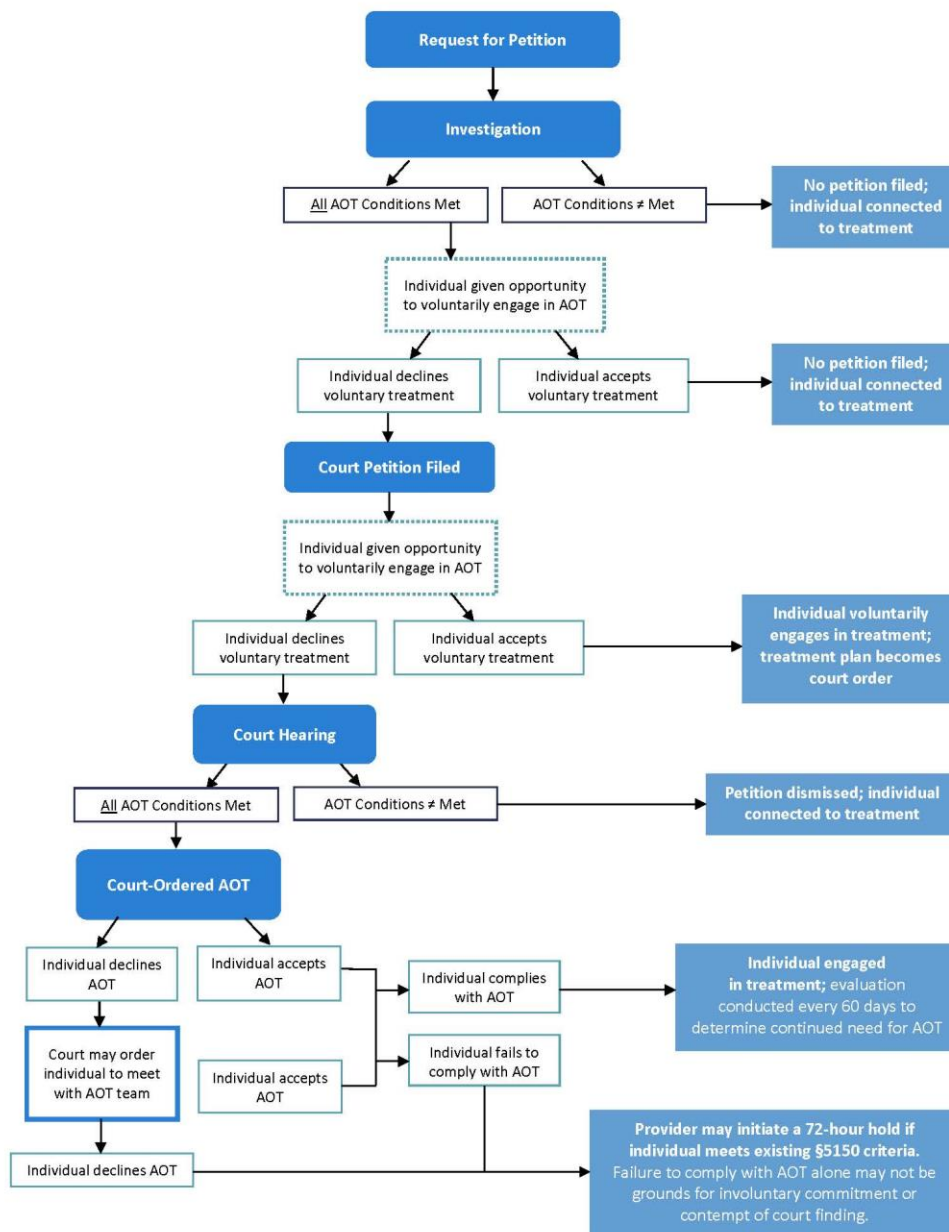 Request for Petition
Investigation
All AOT Conditions Met
AOT Conditions ≠ Met
No petition filed;
individual connected
to treatment
Individual given opportunity
to voluntarily engage in AOT
Individual declines
voluntary treatment
Individual accepts
voluntary treatment
No petition filed;
individual connected
to treatment
Court Petition Filed
Individual given opportunity
to voluntarily engage in AOT
Individual declines
voluntary treatment
Individual accepts
voluntary treatment
Individual voluntarily
engages in treatment;
treatment plan becomes
court order
Court Hearing
All AOT Conditions Met
AOT Conditions ≠ Met
Petition dismissed; individual
connected to treatment
Court-Ordered AOT
Individual declines
AOT
Individual accepts
AOT
Individual complies
with AOT
Individual engaged
in treatment; evaluation
conducted every 60 days to
determine continued need for AOT
Court may order
individual to meet
with AOT team
Individual accepts
AOT
Individual fails to
comply with AOT
Individual declines AOT
Provider may initiate a 72-hour hold if
individual meets existing §5150 criteria.
Failure to comply with AOT alone may not be
grounds for involuntary commitment or
contempt of court finding.